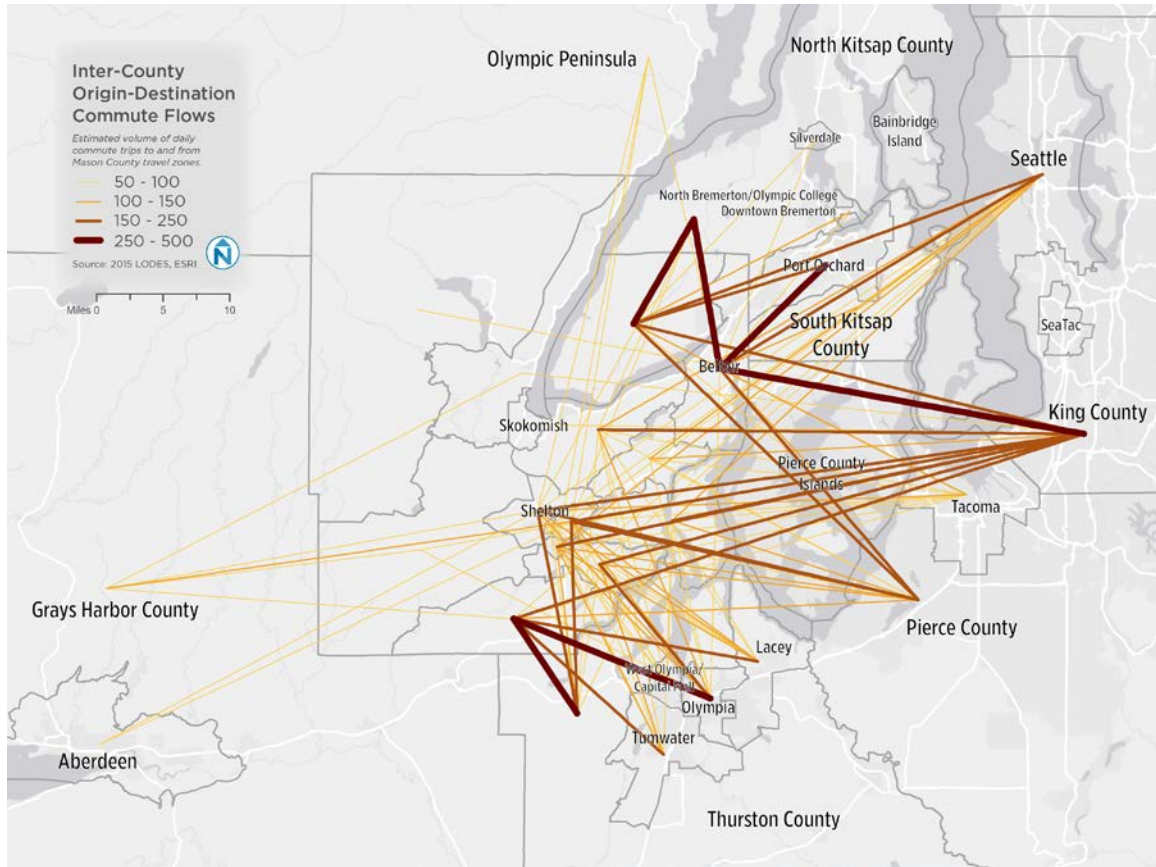 Olympic Peninsula
North Kitsap County
Inter-County
Origin-Destination
Commute Flows
Estimated volume of daily
commute trips to and from
Mason County travel zones.
50 - 100
100 - 150
150 - 250
250 - 500
N
Source: 2015 LODES, ESRI
Miles 0 5 10
Bainbridge
Island
Silverdale
Seattle
North Bremerton/Olympic College
Downtown Bremerton
Port Orchard
South Kitsap
County
SeaTac
Belfair
King County
Skokomish
Pierce County
Islands
Tacoma
Shelton
Grays Harbor County
Pierce County
Lacey
West Olympia/
Capital Mall
Olympia
Tumwater
Aberdeen
Thurston County